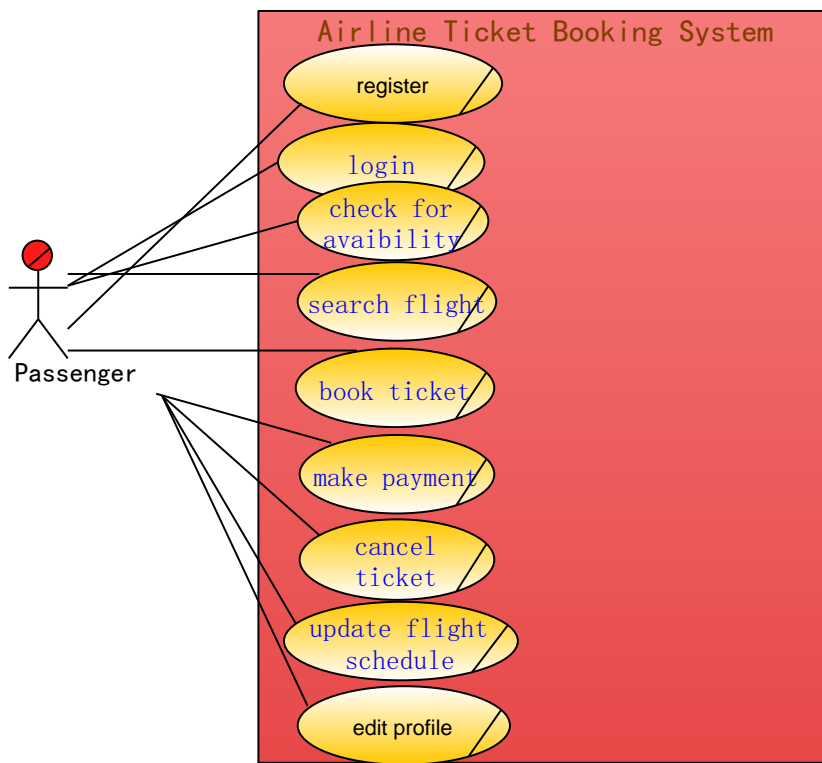 Airline Ticket Booking System
register
login
check for
avaibility
search flight
Passenger
book ticket
make payment
cancel
ticket
update flight
schedule
edit profile